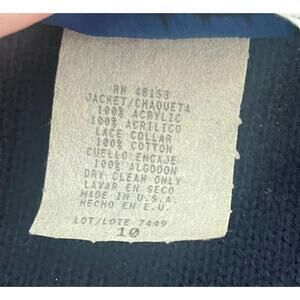 RN 48153
JACKET/CHAQUETA
100% ACRYLIC
100% ACRILICO
LACE COLLAR
100% COTTON
CUELLO ENCAJE
100% ALGODON
DRY CLEAN ONLY
LAVAR EN SECO
MADE IN U.S.A.
HECHO EN E.U.
LOT/LOTE 7449
10